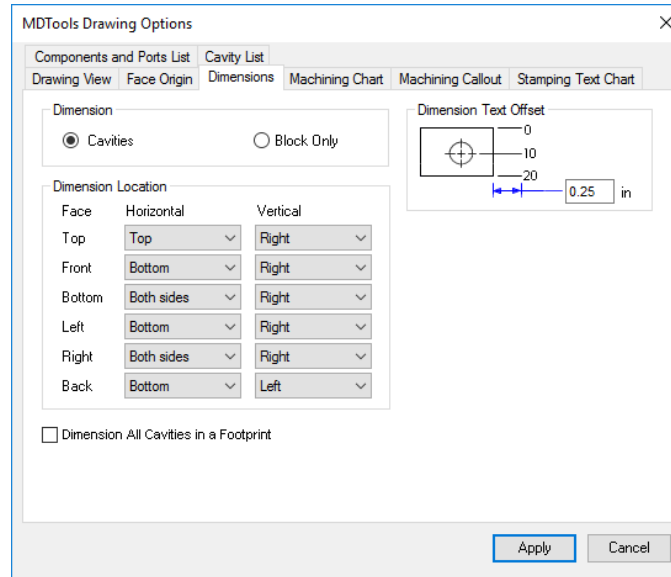 MDTools Drawing Options
Components and Ports List Cavity List
Drawing View Face Origin Dimensions Machining Chart Machining Callout Stamping Text Chart
Dimension
Cavities Block Only
Dimension Text Offset
0
10
20
0.25 in
Dimension Location
Face Horizontal Vertical
Top Top Right
Front Bottom Right
Bottom Both sides Right
Left Bottom Right
Right Both sides Right
Back Bottom Left
Dimension All Cavities in a Footprint
Apply Cancel